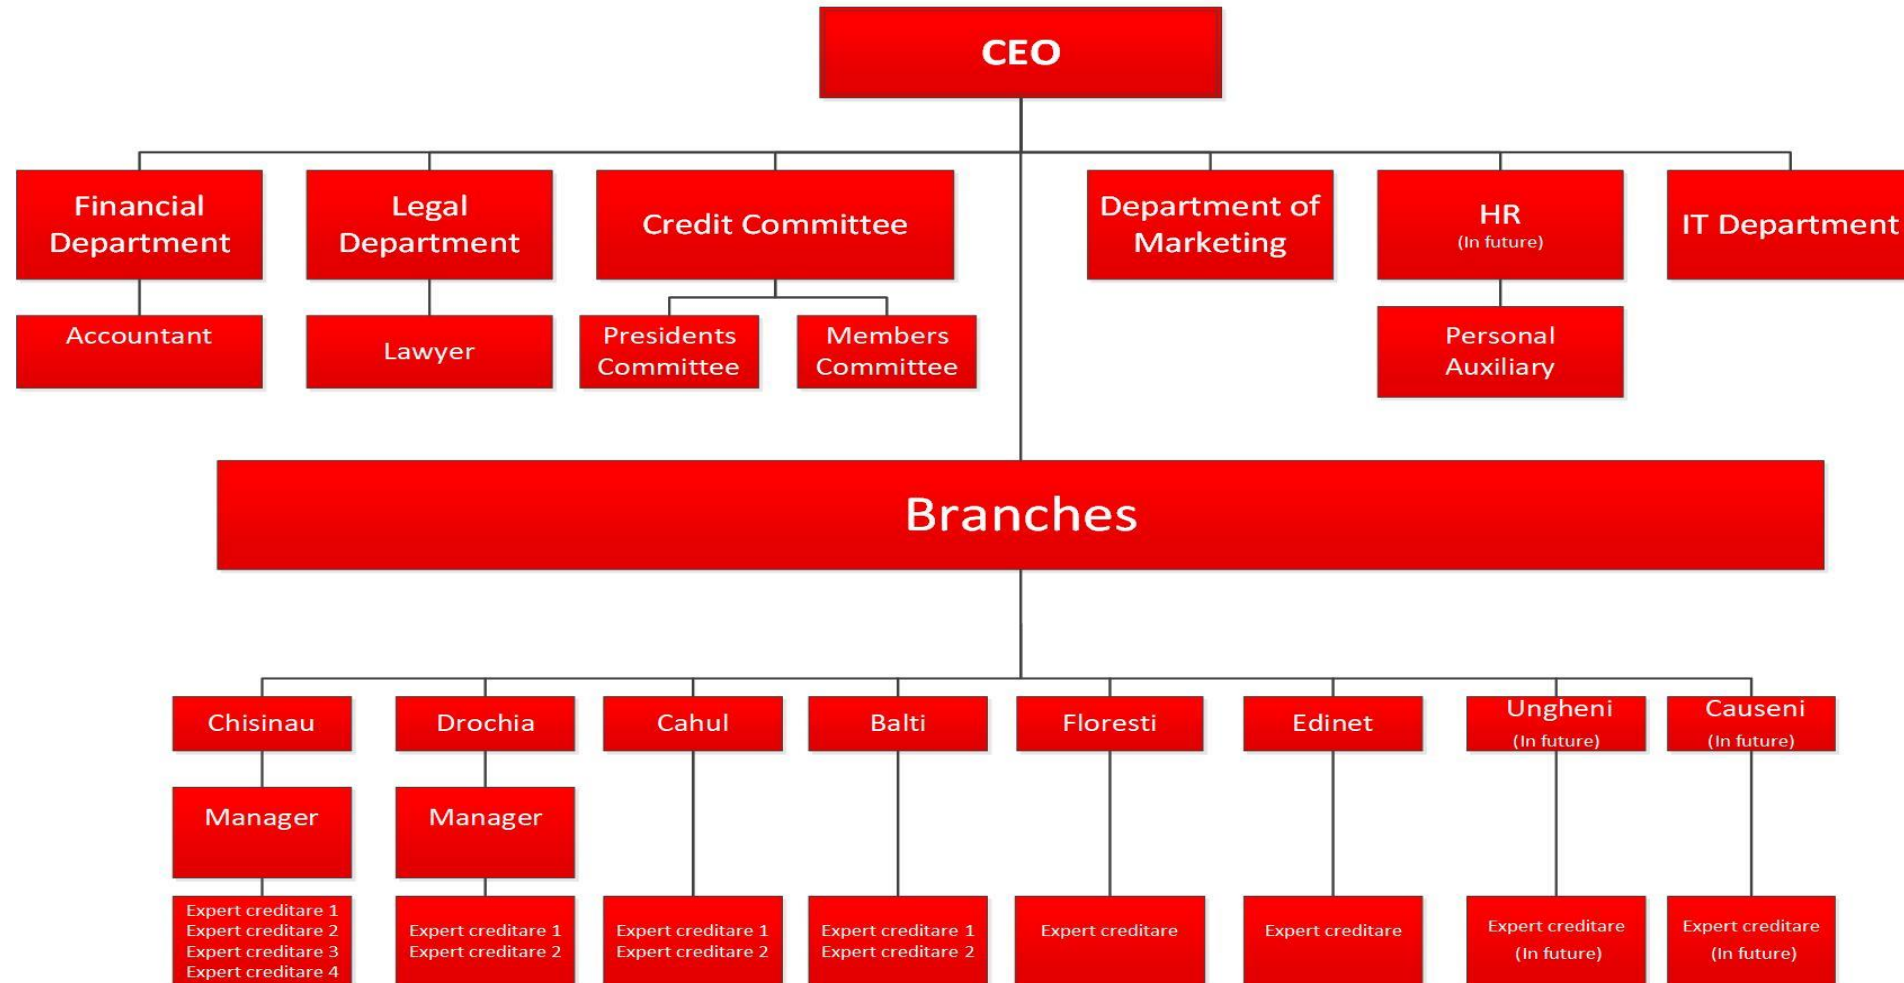 CEO
Financial
Department
Legal
Department
Credit Committee
Department of
Marketing
HR
(In future)
IT Department
Accountant
Lawyer
Presidents
Committee
Members
Committee
Personal
Auxiliary
Branches
Chisinau
Drochia
Cahul
Balti
Floresti
Edinet
Ungheni
(In future)
Causeni
(In future)
Manager
Manager
Expert creditare 1
Expert creditare 2
Expert creditare 3
Expert creditare 4
Expert creditare 1
Expert creditare 2
Expert creditare 1
Expert creditare 2
Expert creditare 1
Expert creditare 2
Expert creditare
Expert creditare
Expert creditare
(In future)
Expert creditare
(In future)